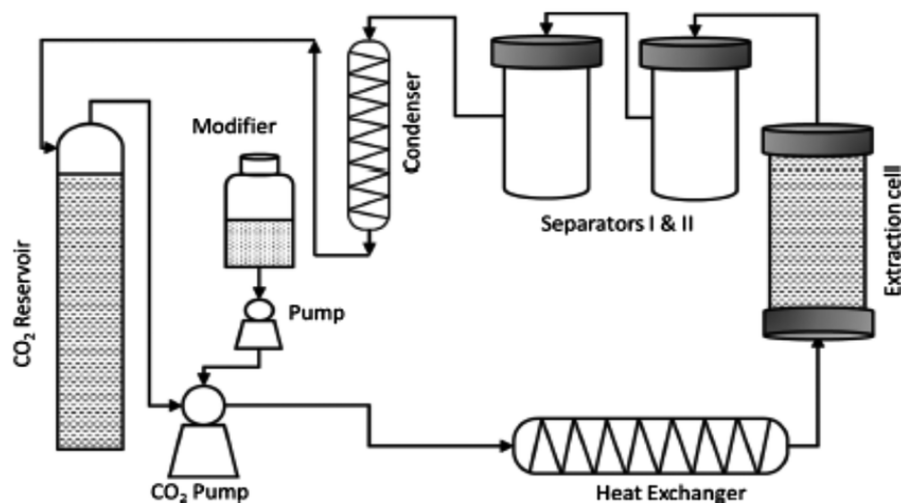 Modifier
Condenser
Separators I & II
Extraction cell
CO₂ Reservoir
Pump
CO₂ Pump
Heat Exchanger